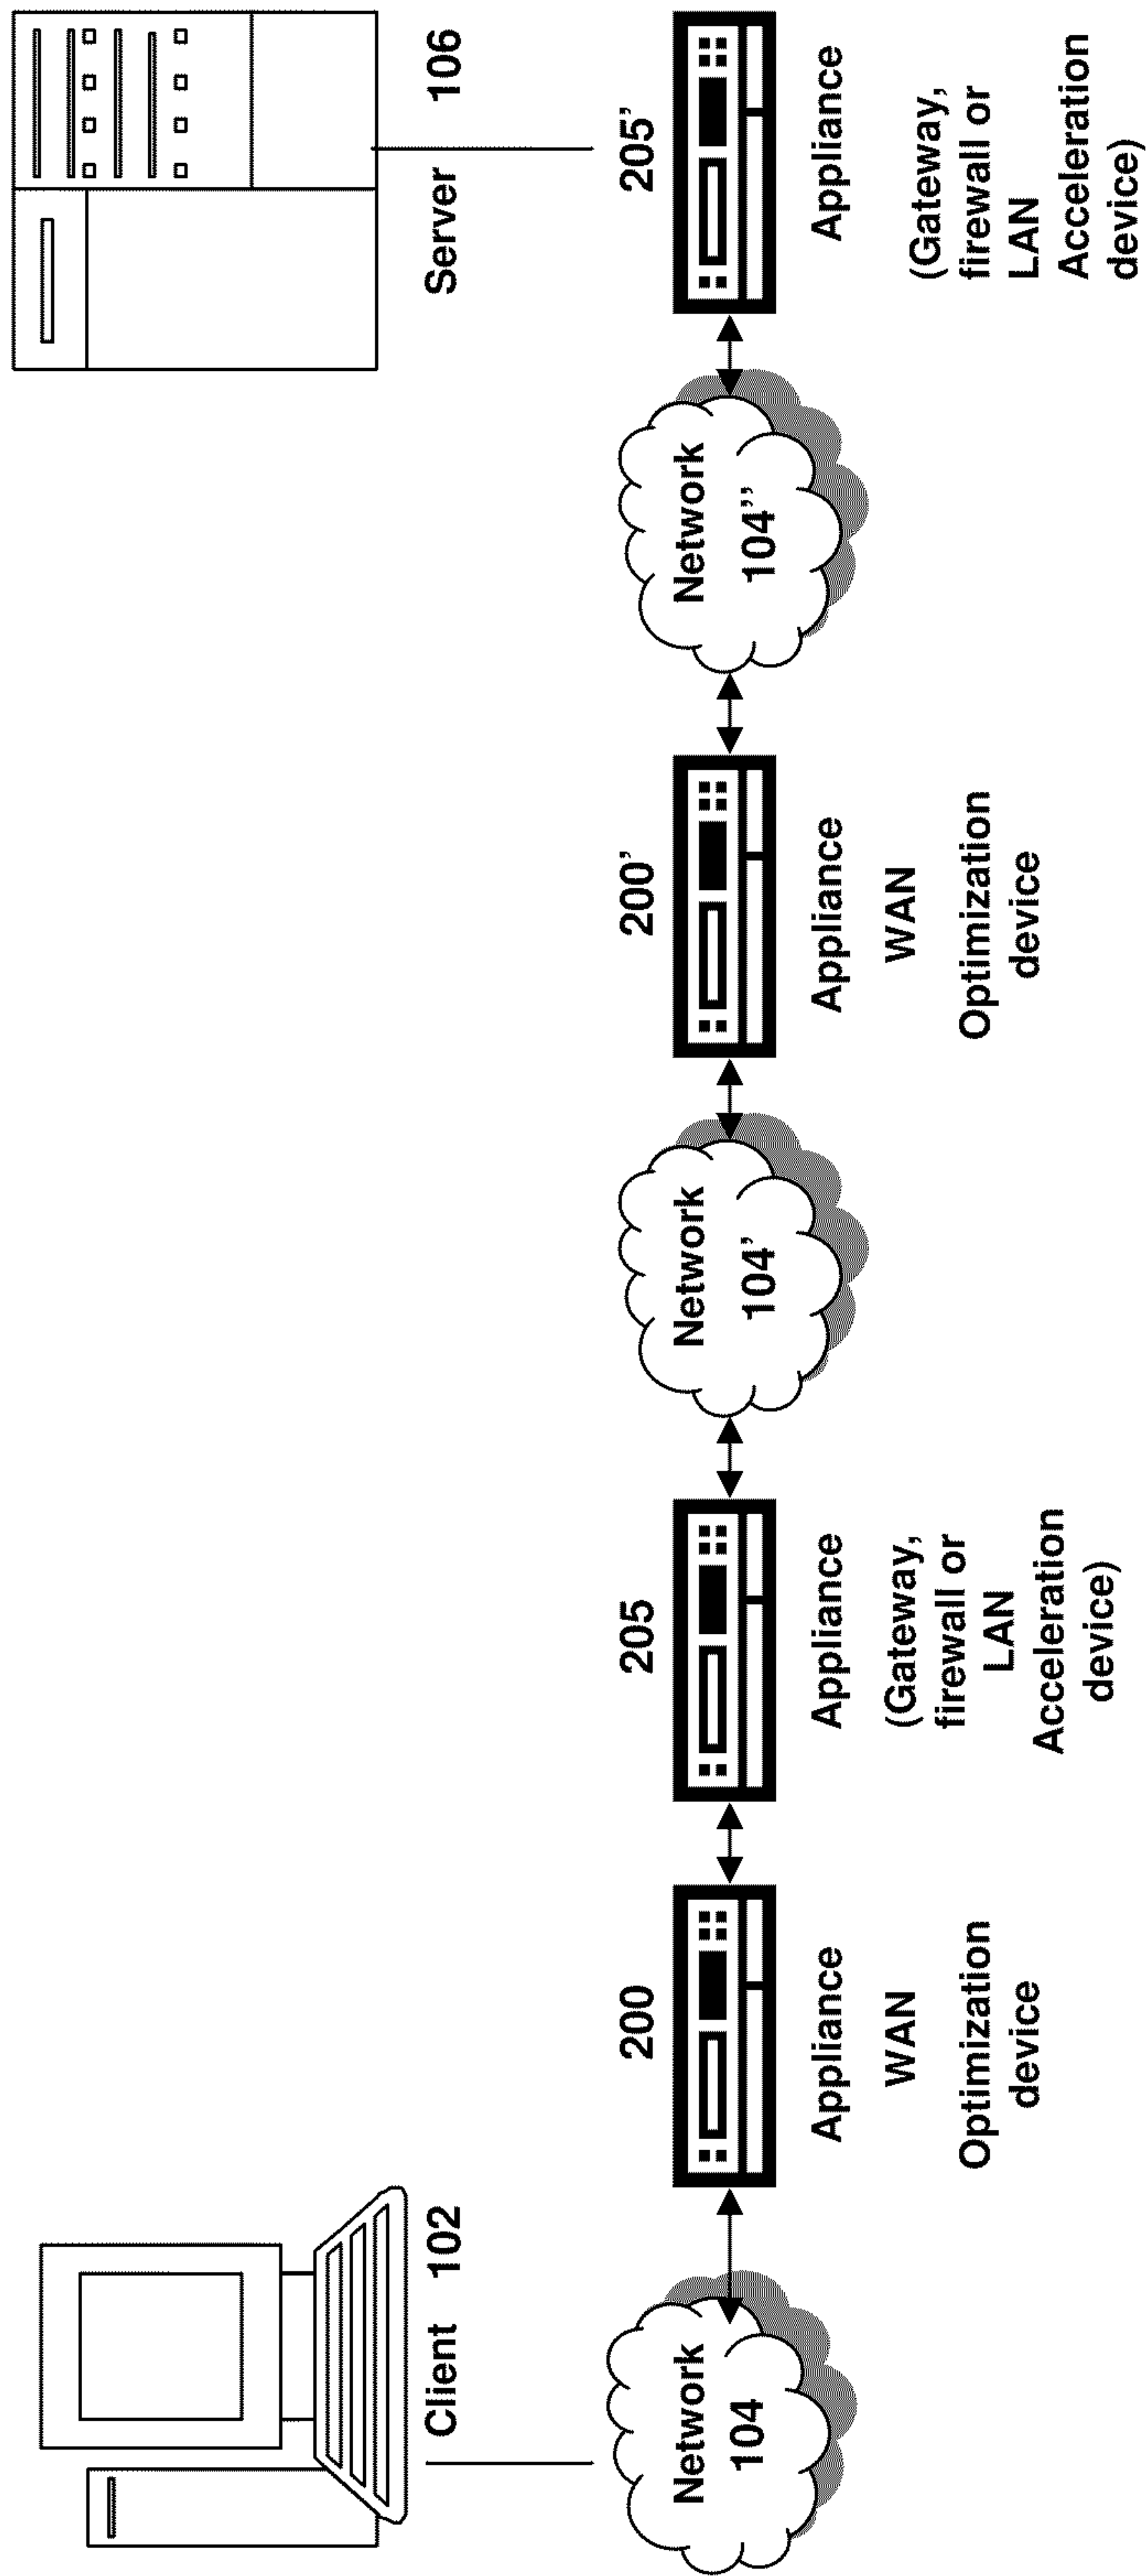 Client 102
Server 106
Network
104
200
Appliance
WAN
Optimization
device
205
Appliance
(Gateway,
firewall or
LAN
Acceleration
device)
Network
104’
200’
Appliance
WAN
Optimization
device
Network
104’’
205’
Appliance
(Gateway,
firewall or
LAN
Acceleration
device)